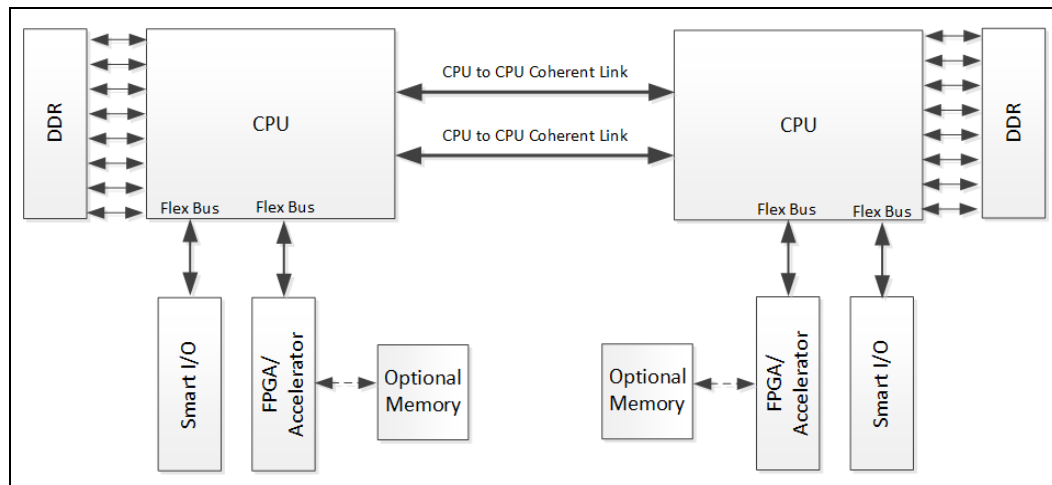 DDR
CPU
Flex Bus
Flex Bus
CPU to CPU Coherent Link
CPU to CPU Coherent Link
CPU
Flex Bus
Flex Bus
DDR
Smart I/O
FPGA/
Accelerator
Optional
Memory
Optional
Memory
FPGA/
Accelerator
Smart I/O